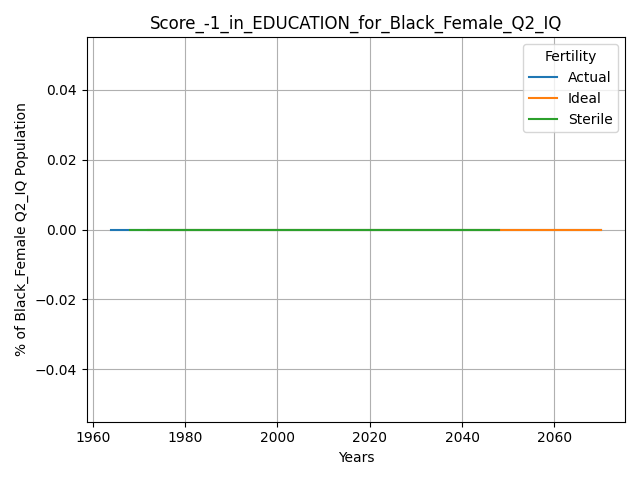 Score_-1_in_EDUCATION_for_Black_Female_Q2_IQ
Fertility
Actual
Ideal
Sterile
% of Black_Female Q2_IQ Population
0.04
0.02
0.00
−0.02
−0.04
1960 1980 2000 2020 2040 2060
Years